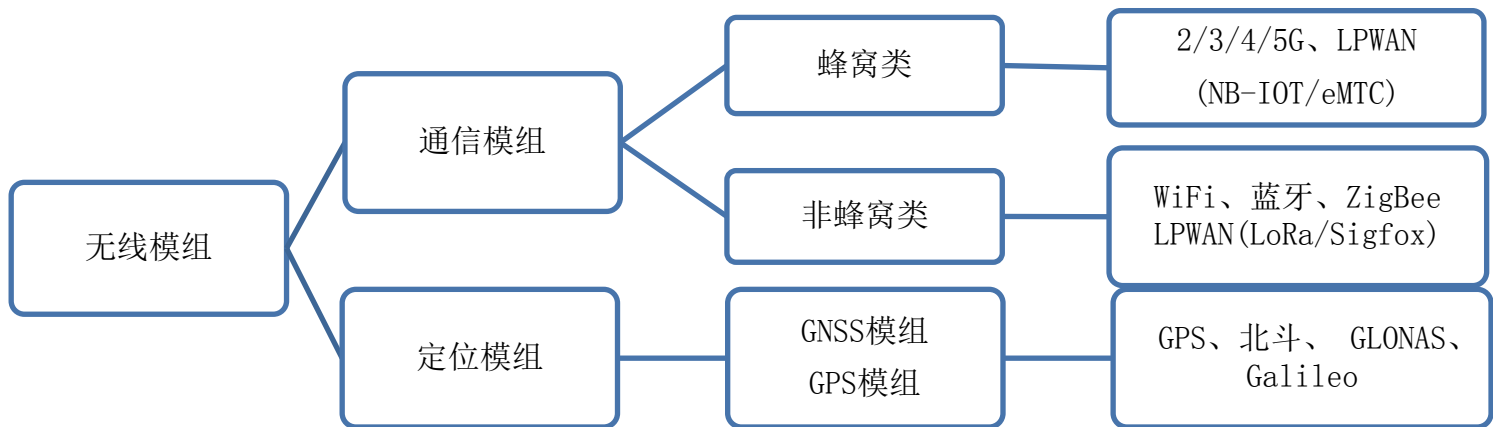 无线模组
通信模组
定位模组
蜂窝类
非蜂窝类
GNSS模组
GPS模组
2/3/4/5G、LPWAN
(NB-IOT/eMTC)
WiFi、蓝牙、ZigBee
LPWAN(LoRa/Sigfox)
GPS、北斗、 GLONAS、
Galileo